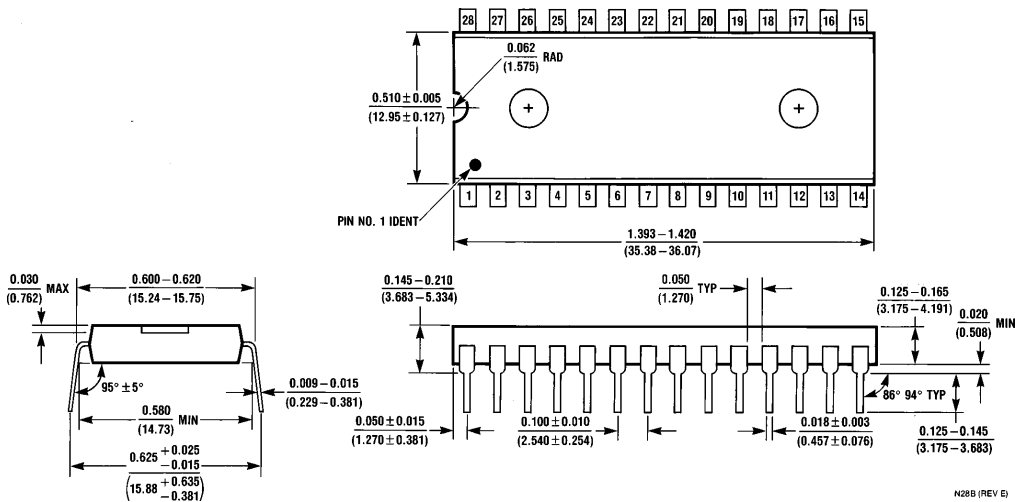 28 27 26 25 24 23 22 21 20 19 18 17 16 15
0.062
(1.575)
RAD
0.510 ± 0.005
(12.95 ± 0.127)
1 2 3 4 5 6 7 8 9 10 11 12 13 14
PIN NO. 1 IDENT
1.393 – 1.420
(35.38 – 36.07)
0.030
(0.762)
MAX
0.600 – 0.620
(15.24 – 15.75)
95° ± 5°
0.009 – 0.015
(0.229 – 0.381)
0.580
(14.73)
MIN
0.625 +0.025 -0.015
(15.88 +0.635 -0.381)
0.145 – 0.210
(3.683 – 5.334)
0.050
(1.270)
TYP
0.125 – 0.165
(3.175 – 4.191)
0.020
(0.508)
MIN
86° 94° TYP
0.050 ± 0.015
(1.270 ± 0.381)
0.100 ± 0.010
(2.540 ± 0.254)
0.018 ± 0.003
(0.457 ± 0.076)
0.125 – 0.145
(3.175 – 3.683)
N28B (REV E)